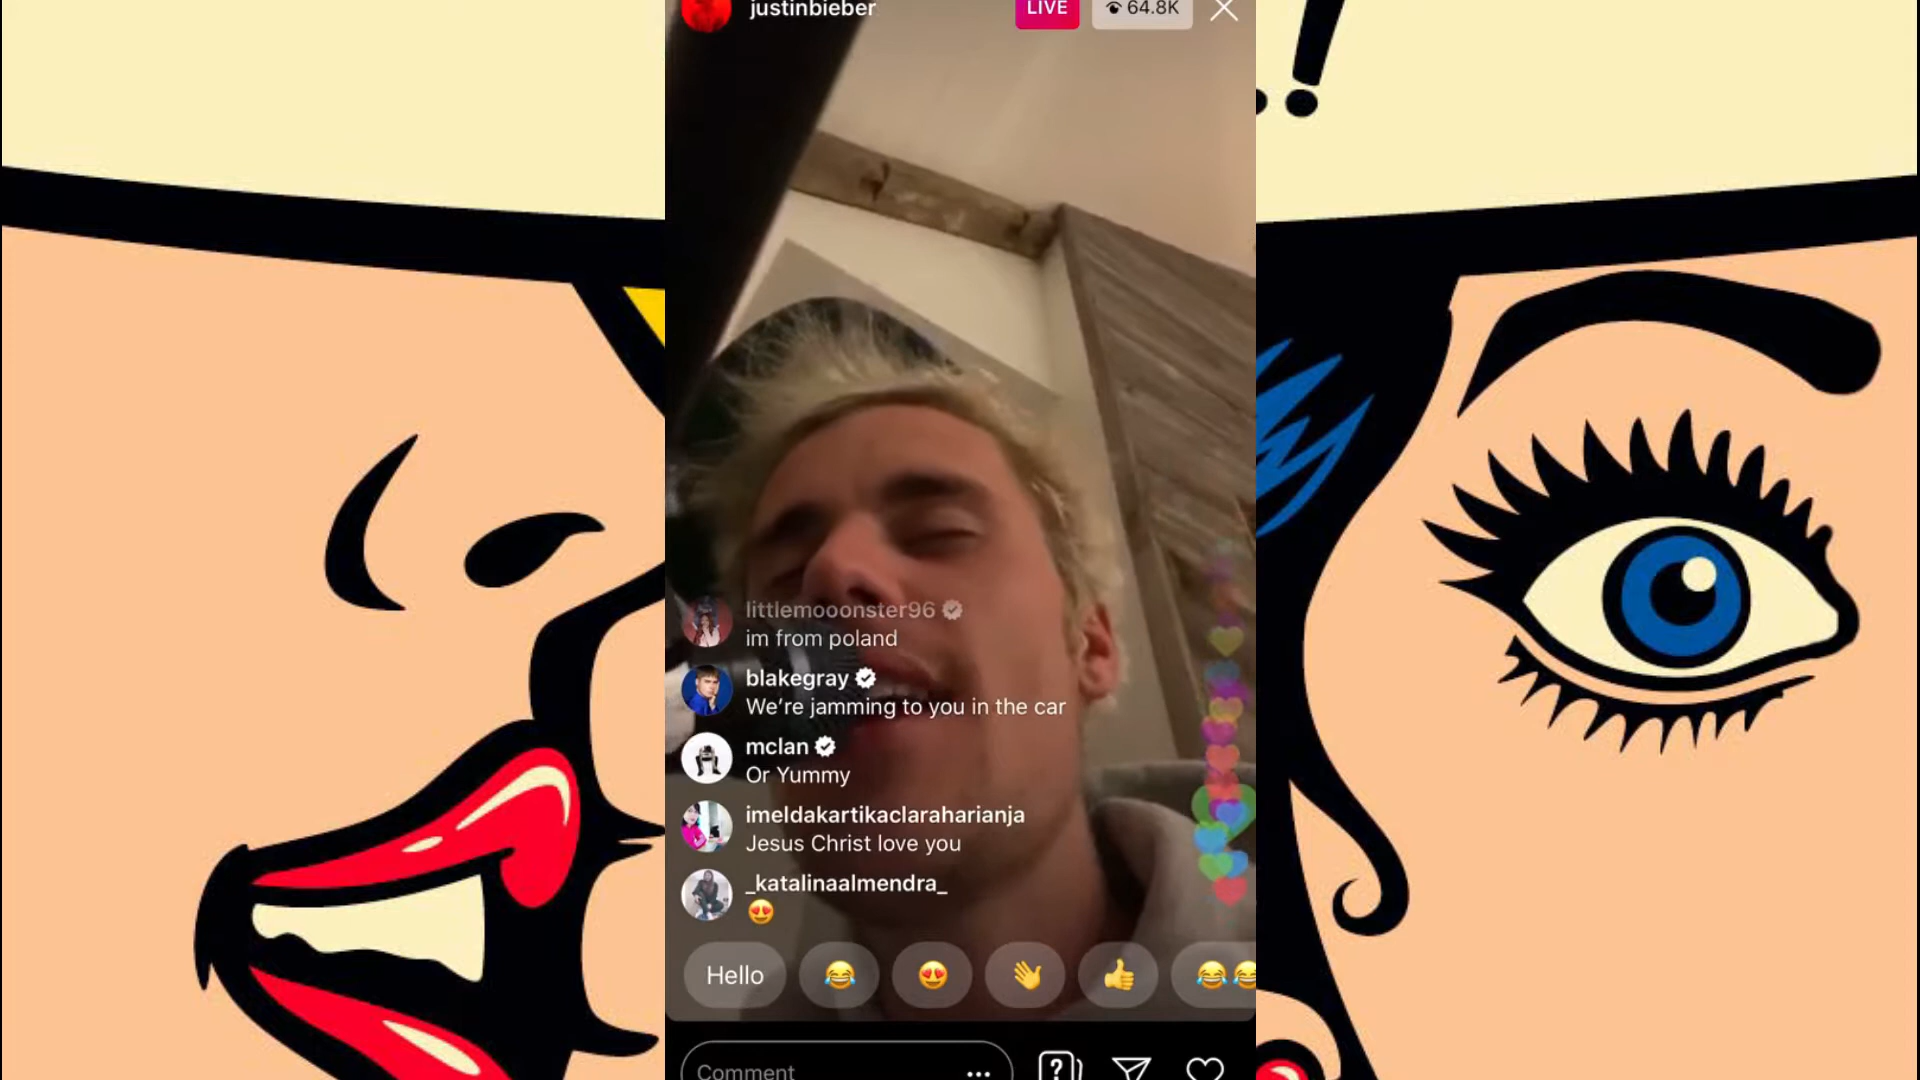 justinbieber
LIVE
64.8K
!
littlemooonster96
im from poland
blakegray
We're jamming to you in the car
mclan
Or Yummy
imeldakartikaclaraharianja
Jesus Christ love you
_katalinaalmendra_
😍
Hello 😂 😍 👋 👍 😂😂
Comment